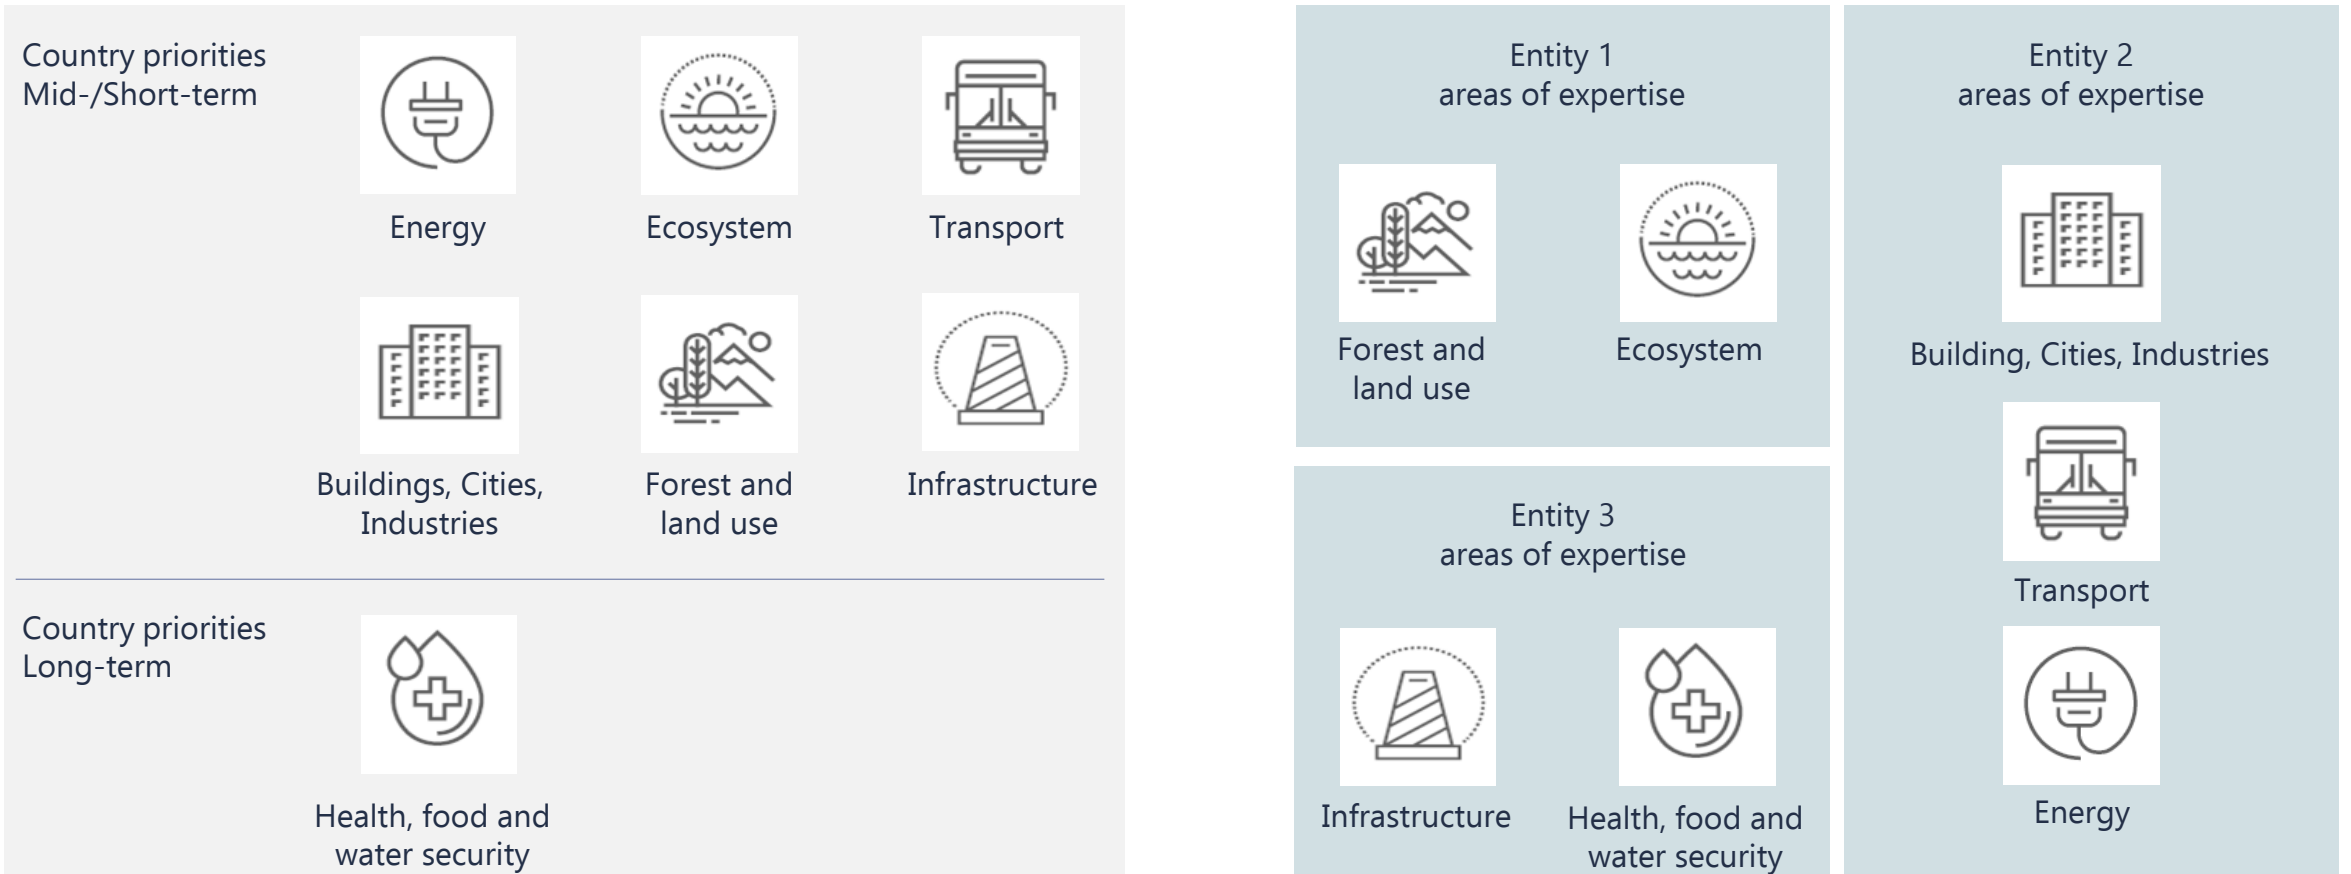 Country priorities
Mid-/Short-term
Energy
Ecosystem
Transport
Buildings, Cities,
Industries
Forest and
land use
Infrastructure
Country priorities
Long-term
Health, food and
water security
Entity 1
areas of expertise
Forest and
land use
Ecosystem
Entity 3
areas of expertise
Infrastructure
Health, food and
water security
Entity 2
areas of expertise
Building, Cities, Industries
Transport
Energy